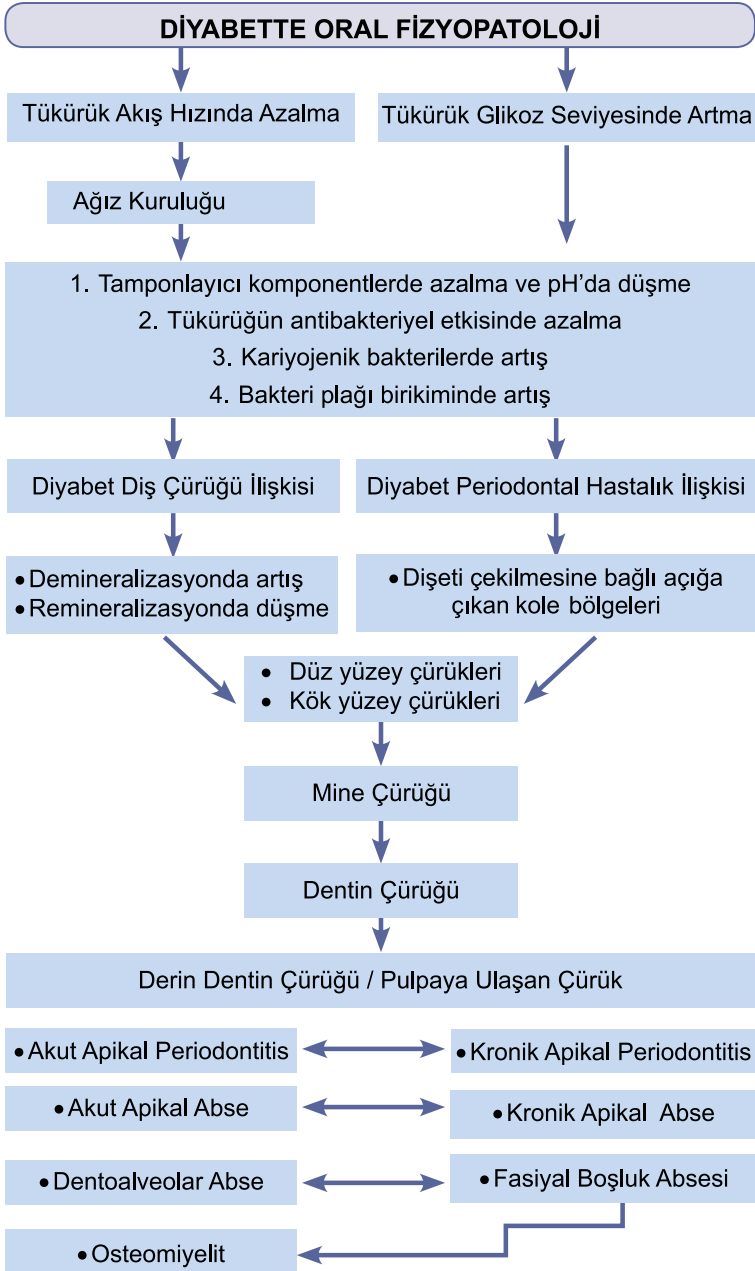 DİYABETTE ORAL FİZYOPATOLOJİ
Tükürük Akış Hızında Azalma
Tükürük Glikoz Seviyesinde Artma
Ağız Kuruluğu
1. Tamponlayıcı komponentlerde azalma ve pH’da düşme
2. Tükürüğün antibakteriyel etkisinde azalma
3. Kariyojenik bakterilerde artış
4. Bakteri plağı birikiminde artış
Diyabet Diş Çürüğü İlişkisi
Diyabet Periodontal Hastalık İlişkisi
• Demineralizasyonda artış
• Remineralizasyonda düşme
• Dişeti çekilmesine bağlı açığa
çıkan kole bölgeleri
• Düz yüzey çürükleri
• Kök yüzey çürükleri
Mine Çürüğü
Dentin Çürüğü
Derin Dentin Çürüğü / Pulpaya Ulaşan Çürük
• Akut Apikal Periodontitis
• Kronik Apikal Periodontitis
• Akut Apikal Abse
• Kronik Apikal Abse
• Dentoalveolar Abse
• Fasiyal Boşluk Absesi
• Osteomiyelit